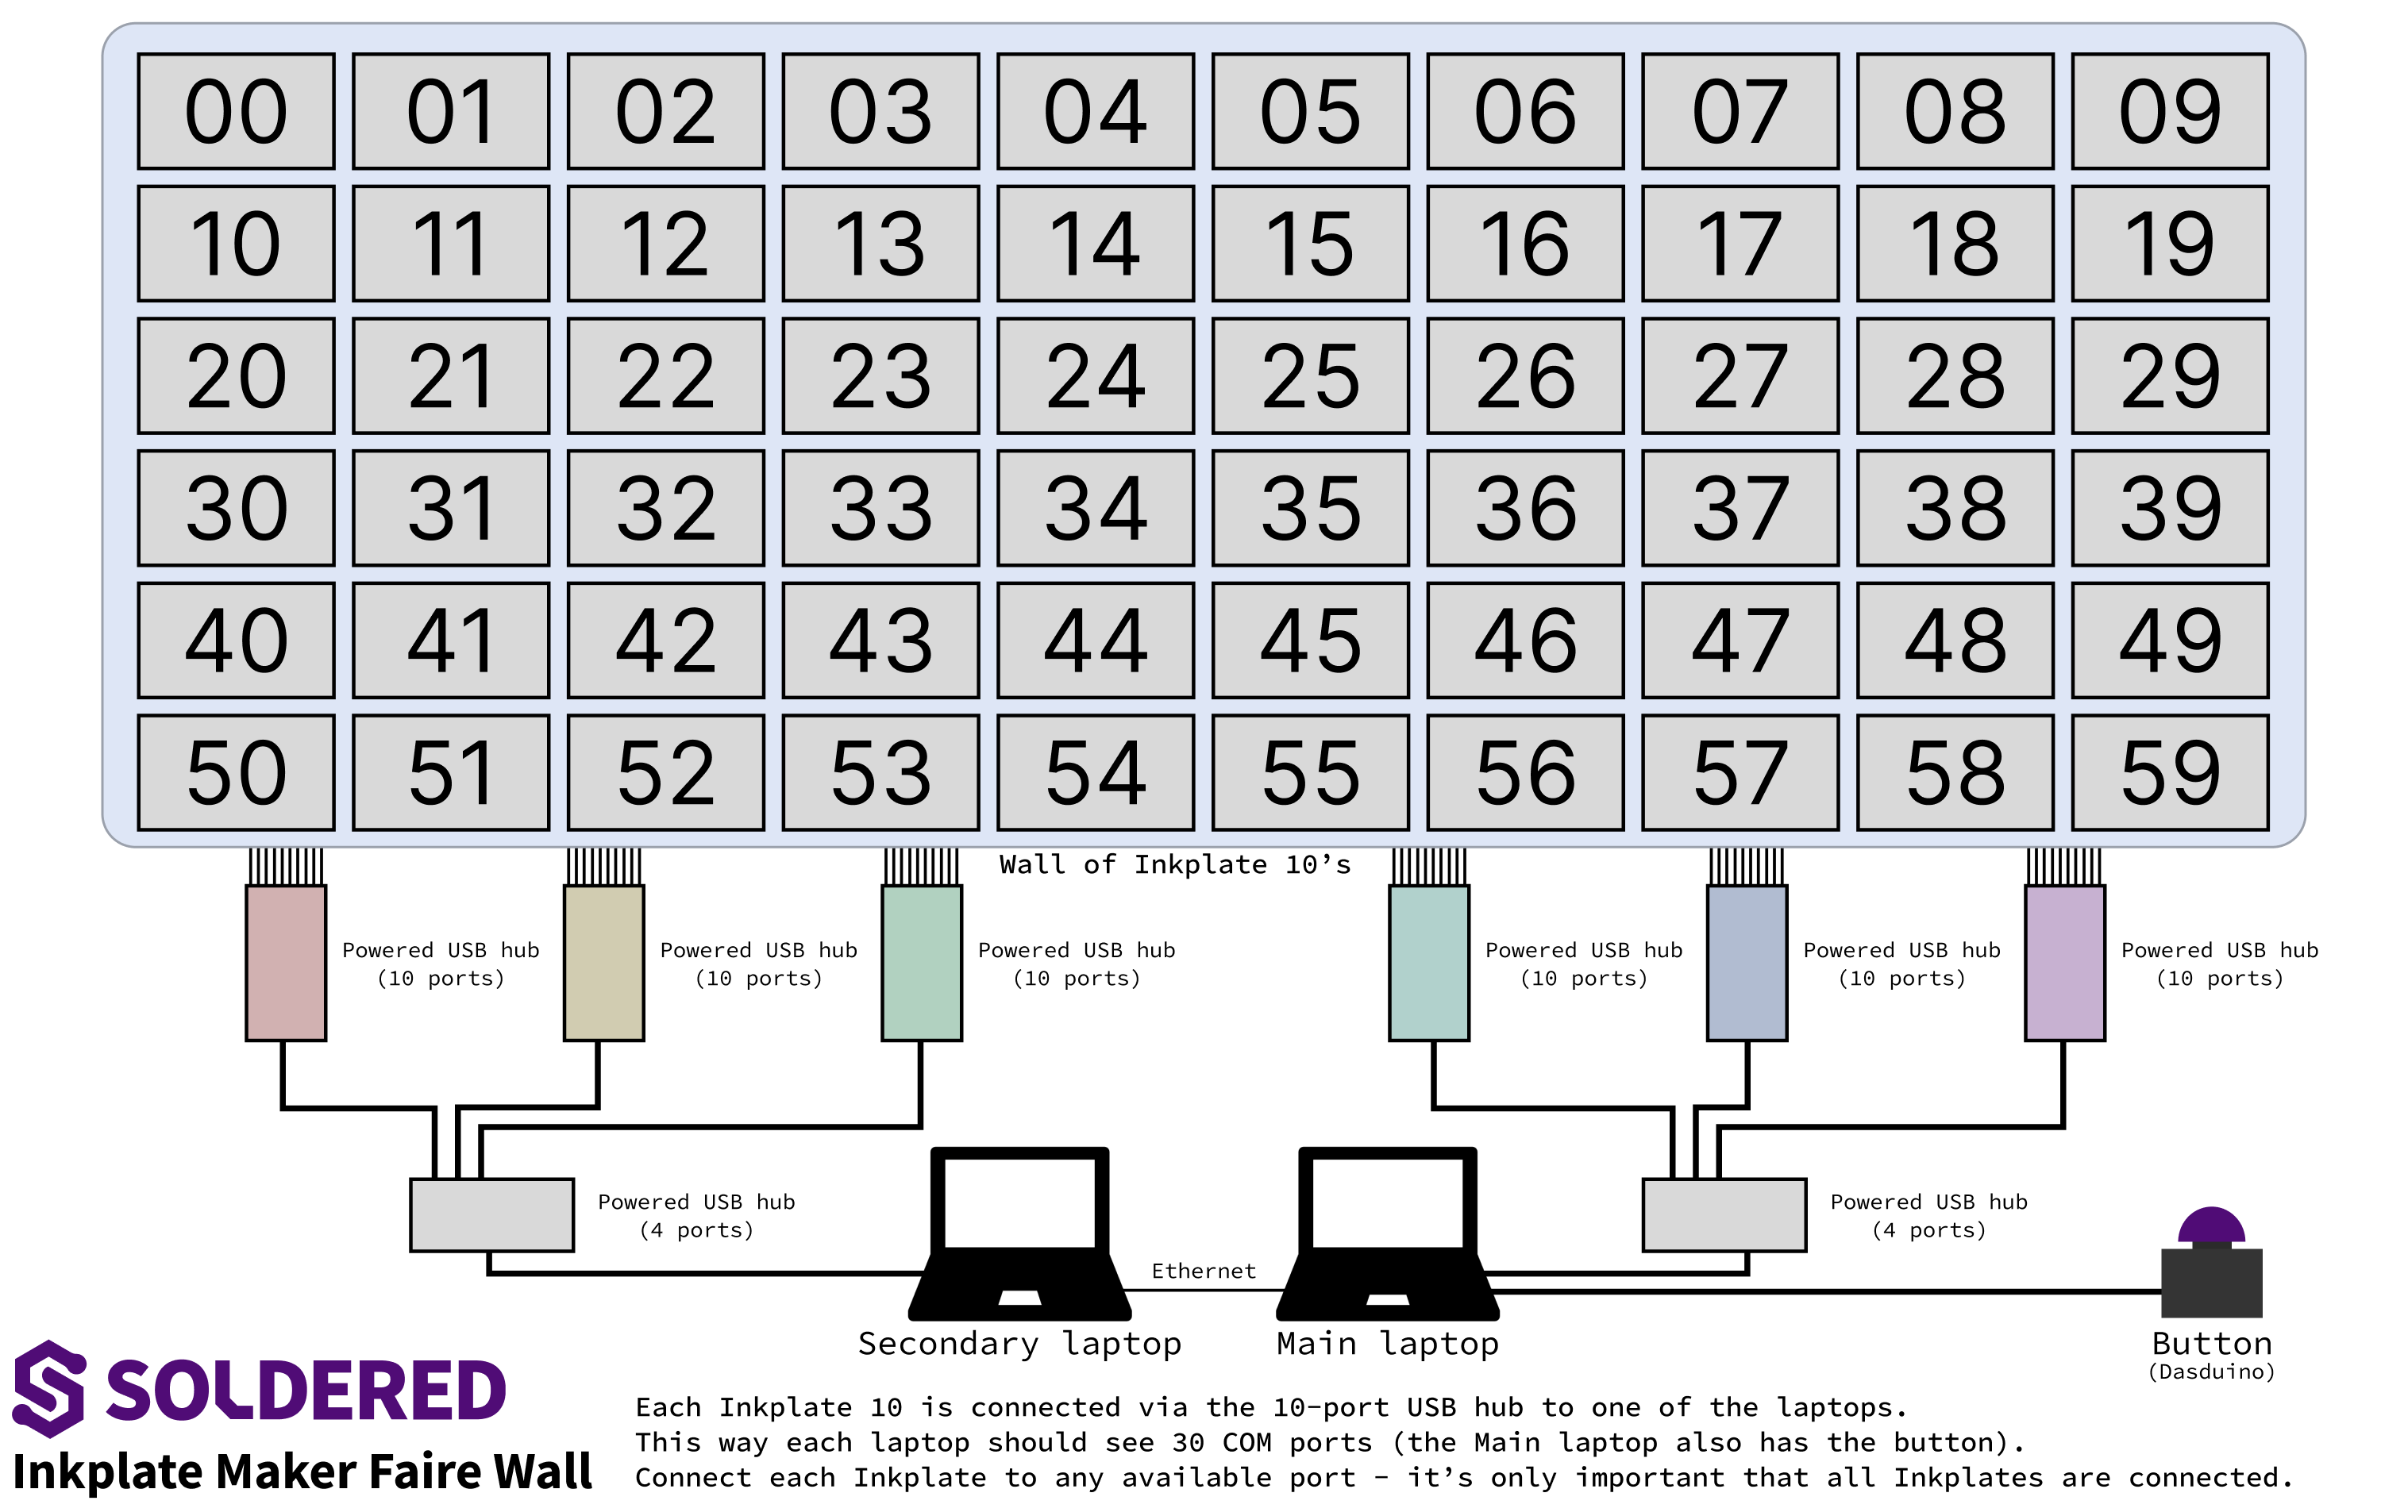 00 01 02 03 04 05 06 07 08 09
10 11 12 13 14 15 16 17 18 19
20 21 22 23 24 25 26 27 28 29
30 31 32 33 34 35 36 37 38 39
40 41 42 43 44 45 46 47 48 49
50 51 52 53 54 55 56 57 58 59
Wall of Inkplate 10’s
Powered USB hub
(10 ports)
Powered USB hub
(10 ports)
Powered USB hub
(10 ports)
Powered USB hub
(10 ports)
Powered USB hub
(10 ports)
Powered USB hub
(10 ports)
Powered USB hub
(4 ports)
Powered USB hub
(4 ports)
Ethernet
Secondary laptop
Main laptop
Button
(Dasduino)
SOLDERED
Inkplate Maker Faire Wall
Each Inkplate 10 is connected via the 10-port USB hub to one of the laptops.
This way each laptop should see 30 COM ports (the Main laptop also has the button).
Connect each Inkplate to any available port - it’s only important that all Inkplates are connected.